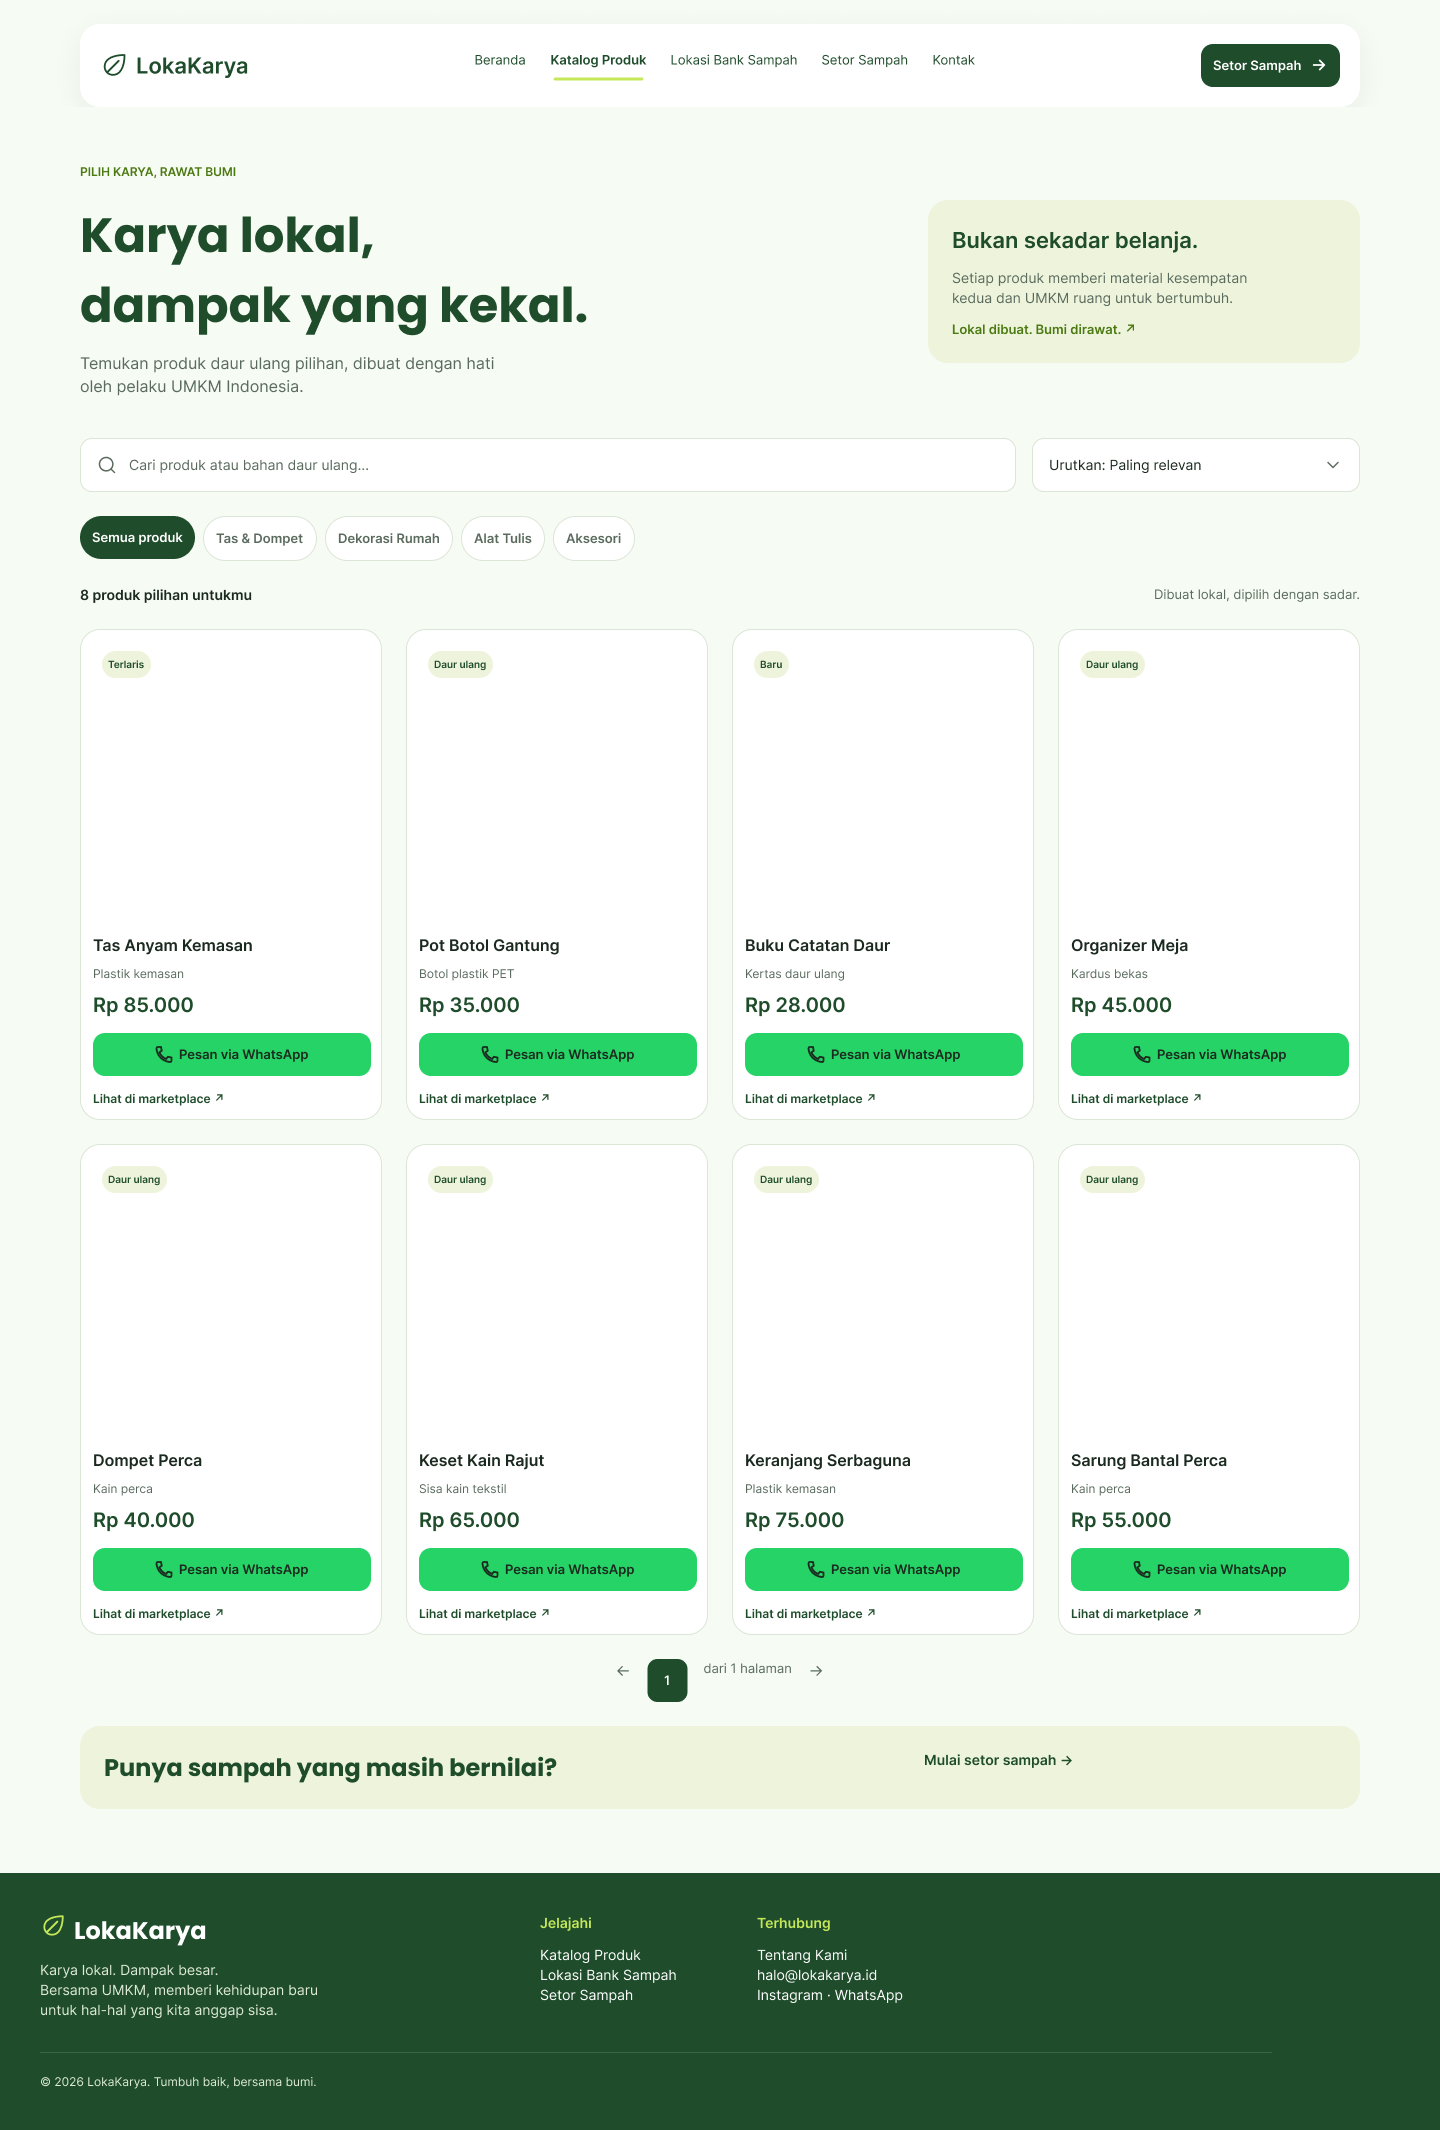 LokaKarya
Beranda
Katalog Produk
Lokasi Bank Sampah
Setor Sampah
Kontak
Setor Sampah →
PILIH KARYA, RAWAT BUMI
Karya lokal,
dampak yang kekal.
Temukan produk daur ulang pilihan, dibuat dengan hati
oleh pelaku UMKM Indonesia.
Bukan sekadar belanja.
Setiap produk memberi material kesempatan
kedua dan UMKM ruang untuk bertumbuh.
Lokal dibuat. Bumi dirawat. ↗
Cari produk atau bahan daur ulang...
Urutkan: Paling relevan
Semua produk
Tas & Dompet
Dekorasi Rumah
Alat Tulis
Aksesori
8 produk pilihan untukmu
Dibuat lokal, dipilih dengan sadar.
Terlaris
Tas Anyam Kemasan
Plastik kemasan
Rp 85.000
Pesan via WhatsApp
Lihat di marketplace ↗
Daur ulang
Pot Botol Gantung
Botol plastik PET
Rp 35.000
Pesan via WhatsApp
Lihat di marketplace ↗
Baru
Buku Catatan Daur
Kertas daur ulang
Rp 28.000
Pesan via WhatsApp
Lihat di marketplace ↗
Daur ulang
Organizer Meja
Kardus bekas
Rp 45.000
Pesan via WhatsApp
Lihat di marketplace ↗
Daur ulang
Dompet Perca
Kain perca
Rp 40.000
Pesan via WhatsApp
Lihat di marketplace ↗
Daur ulang
Keset Kain Rajut
Sisa kain tekstil
Rp 65.000
Pesan via WhatsApp
Lihat di marketplace ↗
Daur ulang
Keranjang Serbaguna
Plastik kemasan
Rp 75.000
Pesan via WhatsApp
Lihat di marketplace ↗
Daur ulang
Sarung Bantal Perca
Kain perca
Rp 55.000
Pesan via WhatsApp
Lihat di marketplace ↗
← 1 dari 1 halaman →
Punya sampah yang masih bernilai?
Mulai setor sampah →
LokaKarya
Karya lokal. Dampak besar.
Bersama UMKM, memberi kehidupan baru
untuk hal-hal yang kita anggap sisa.
Jelajahi
Katalog Produk
Lokasi Bank Sampah
Setor Sampah
Terhubung
Tentang Kami
halo@lokakarya.id
Instagram · WhatsApp
© 2026 LokaKarya. Tumbuh baik, bersama bumi.